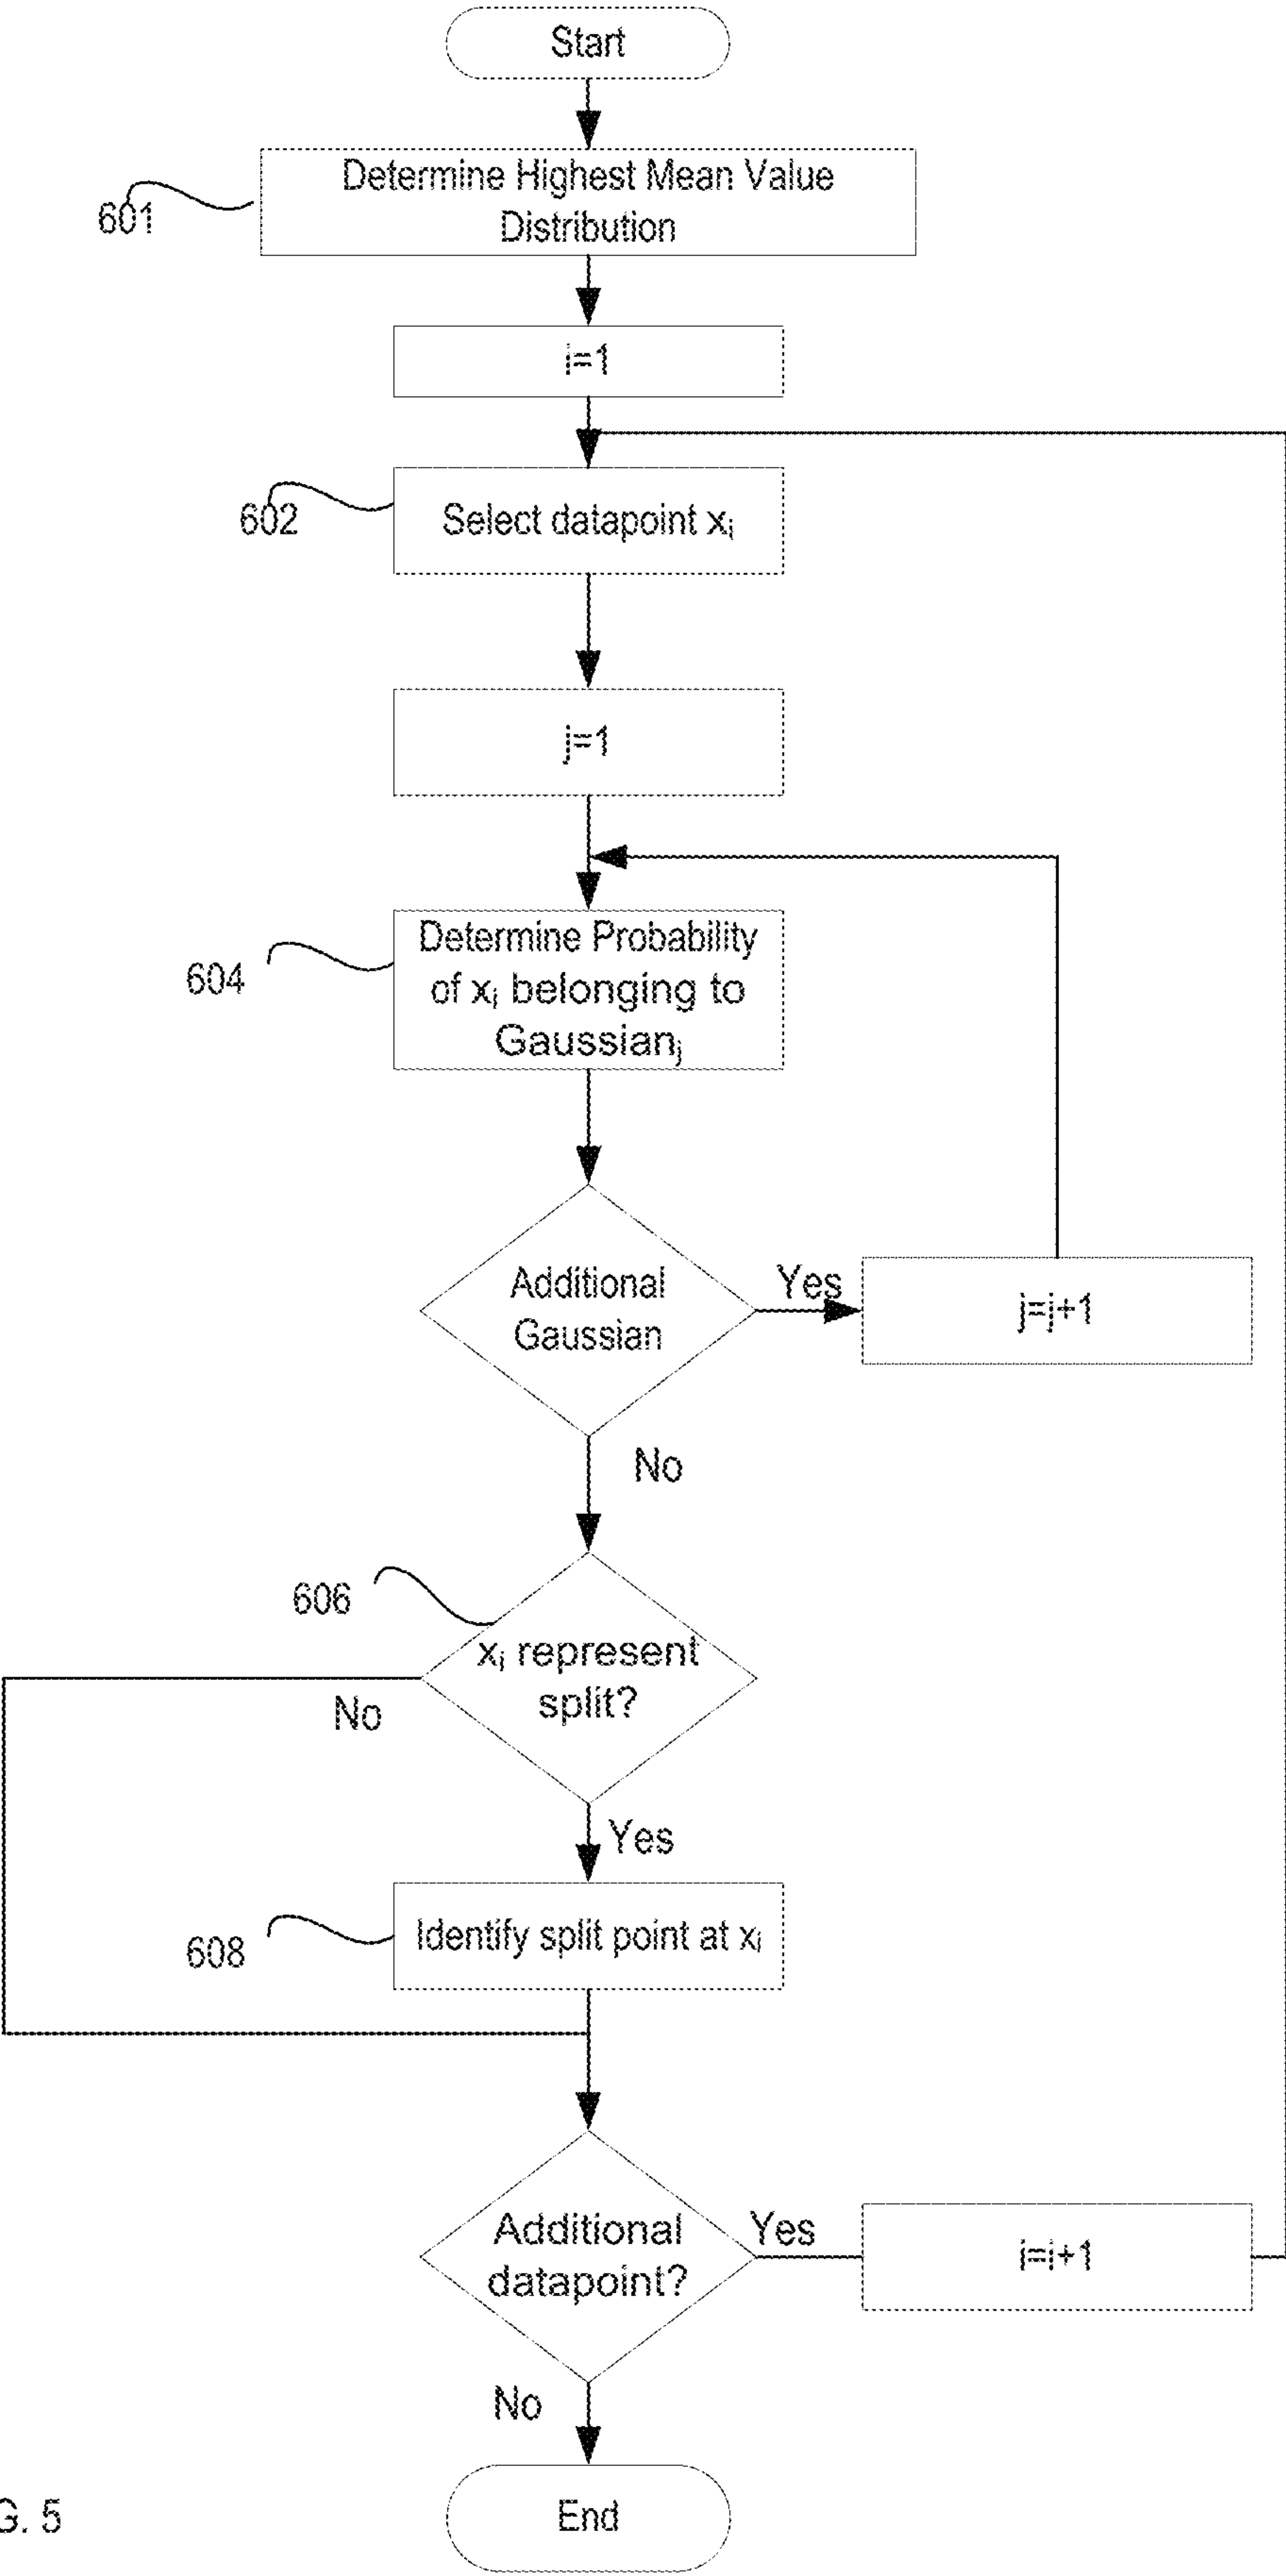 Start
Determine Highest Mean Value
Distribution
601
i=1
602
Select datapoint xᵢ
j=1
604
Determine Probability
of xᵢ belonging to
Gaussianⱼ
Additional
Gaussian
Yes
j=j+1
No
606
xᵢ represent
split?
No
Yes
608
Identify split point at xᵢ
Additional
datapoint?
Yes
i=i+1
No
End
G. 5